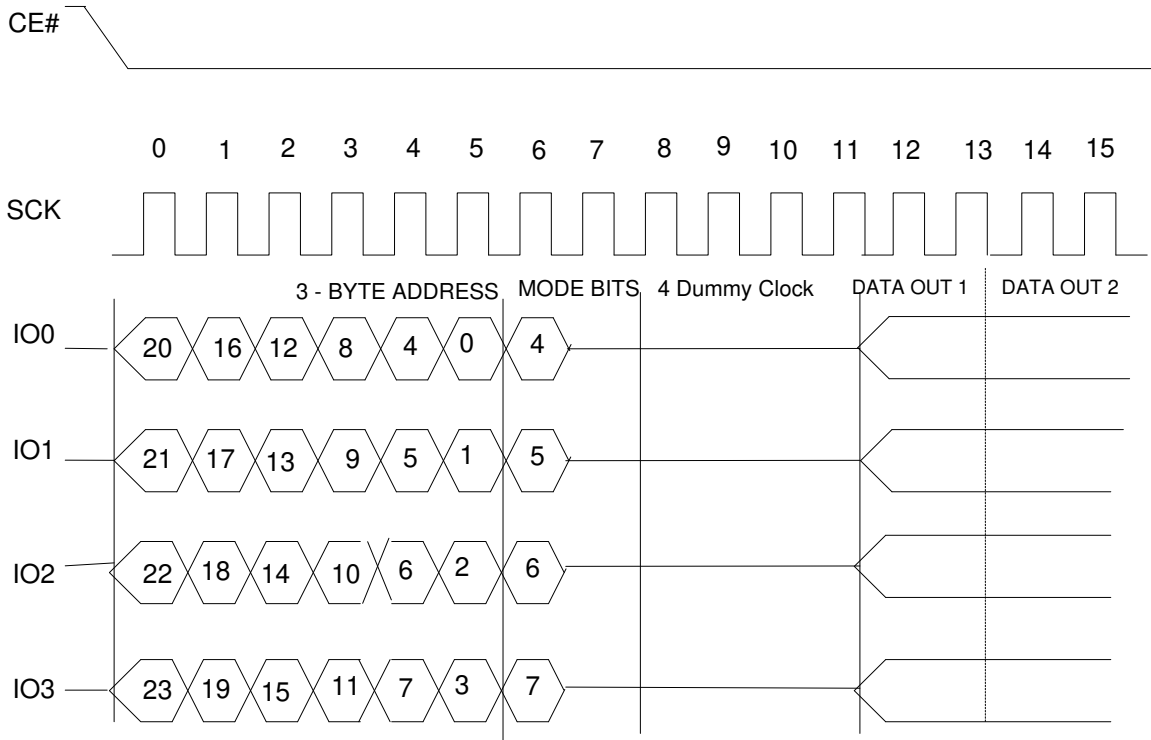 CE#
0 1 2 3 4 5 6 7 8 9 10 11 12 13 14 15
SCK
3 - BYTE ADDRESS MODE BITS 4 Dummy Clock DATA OUT 1 DATA OUT 2
IO0 20 16 12 8 4 0 4
IO1 21 17 13 9 5 1 5
IO2 22 18 14 10 6 2 6
IO3 23 19 15 11 7 3 7